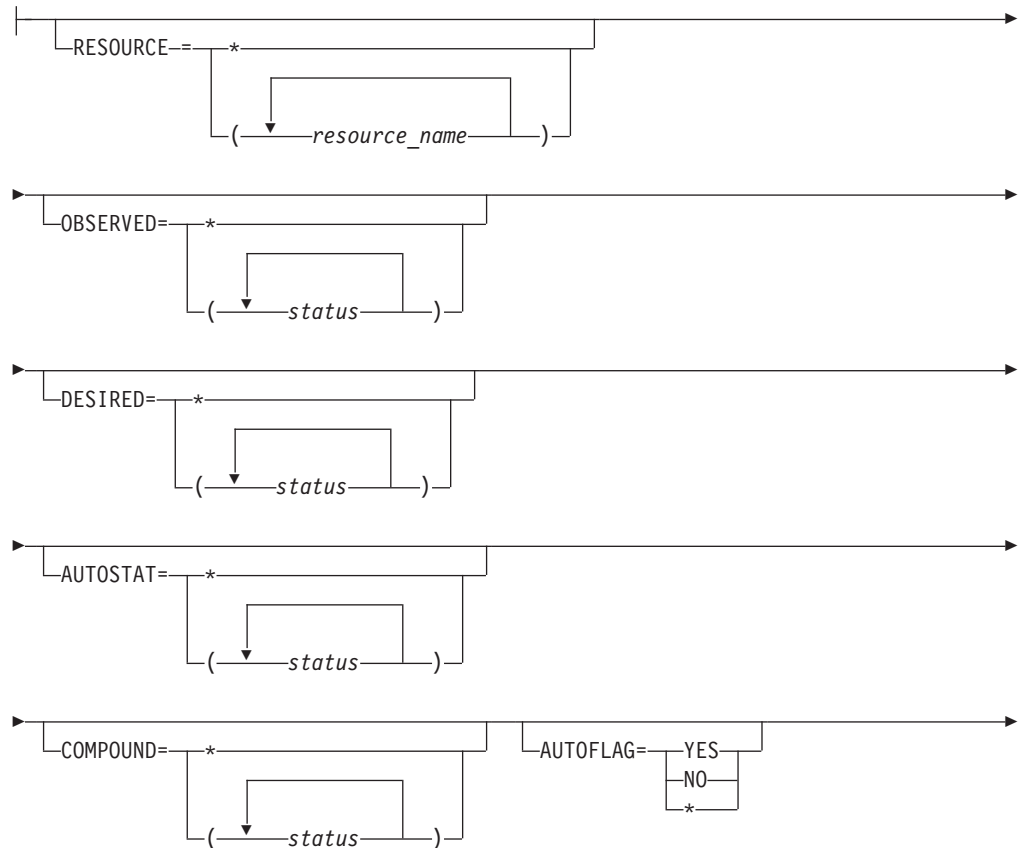 RESOURCE = *
( resource_name )
OBSERVED= *
( status )
DESIRED= *
( status )
AUTOSTAT= *
( status )
COMPOUND= * AUTOFLAG= YES
NO
*
( status )